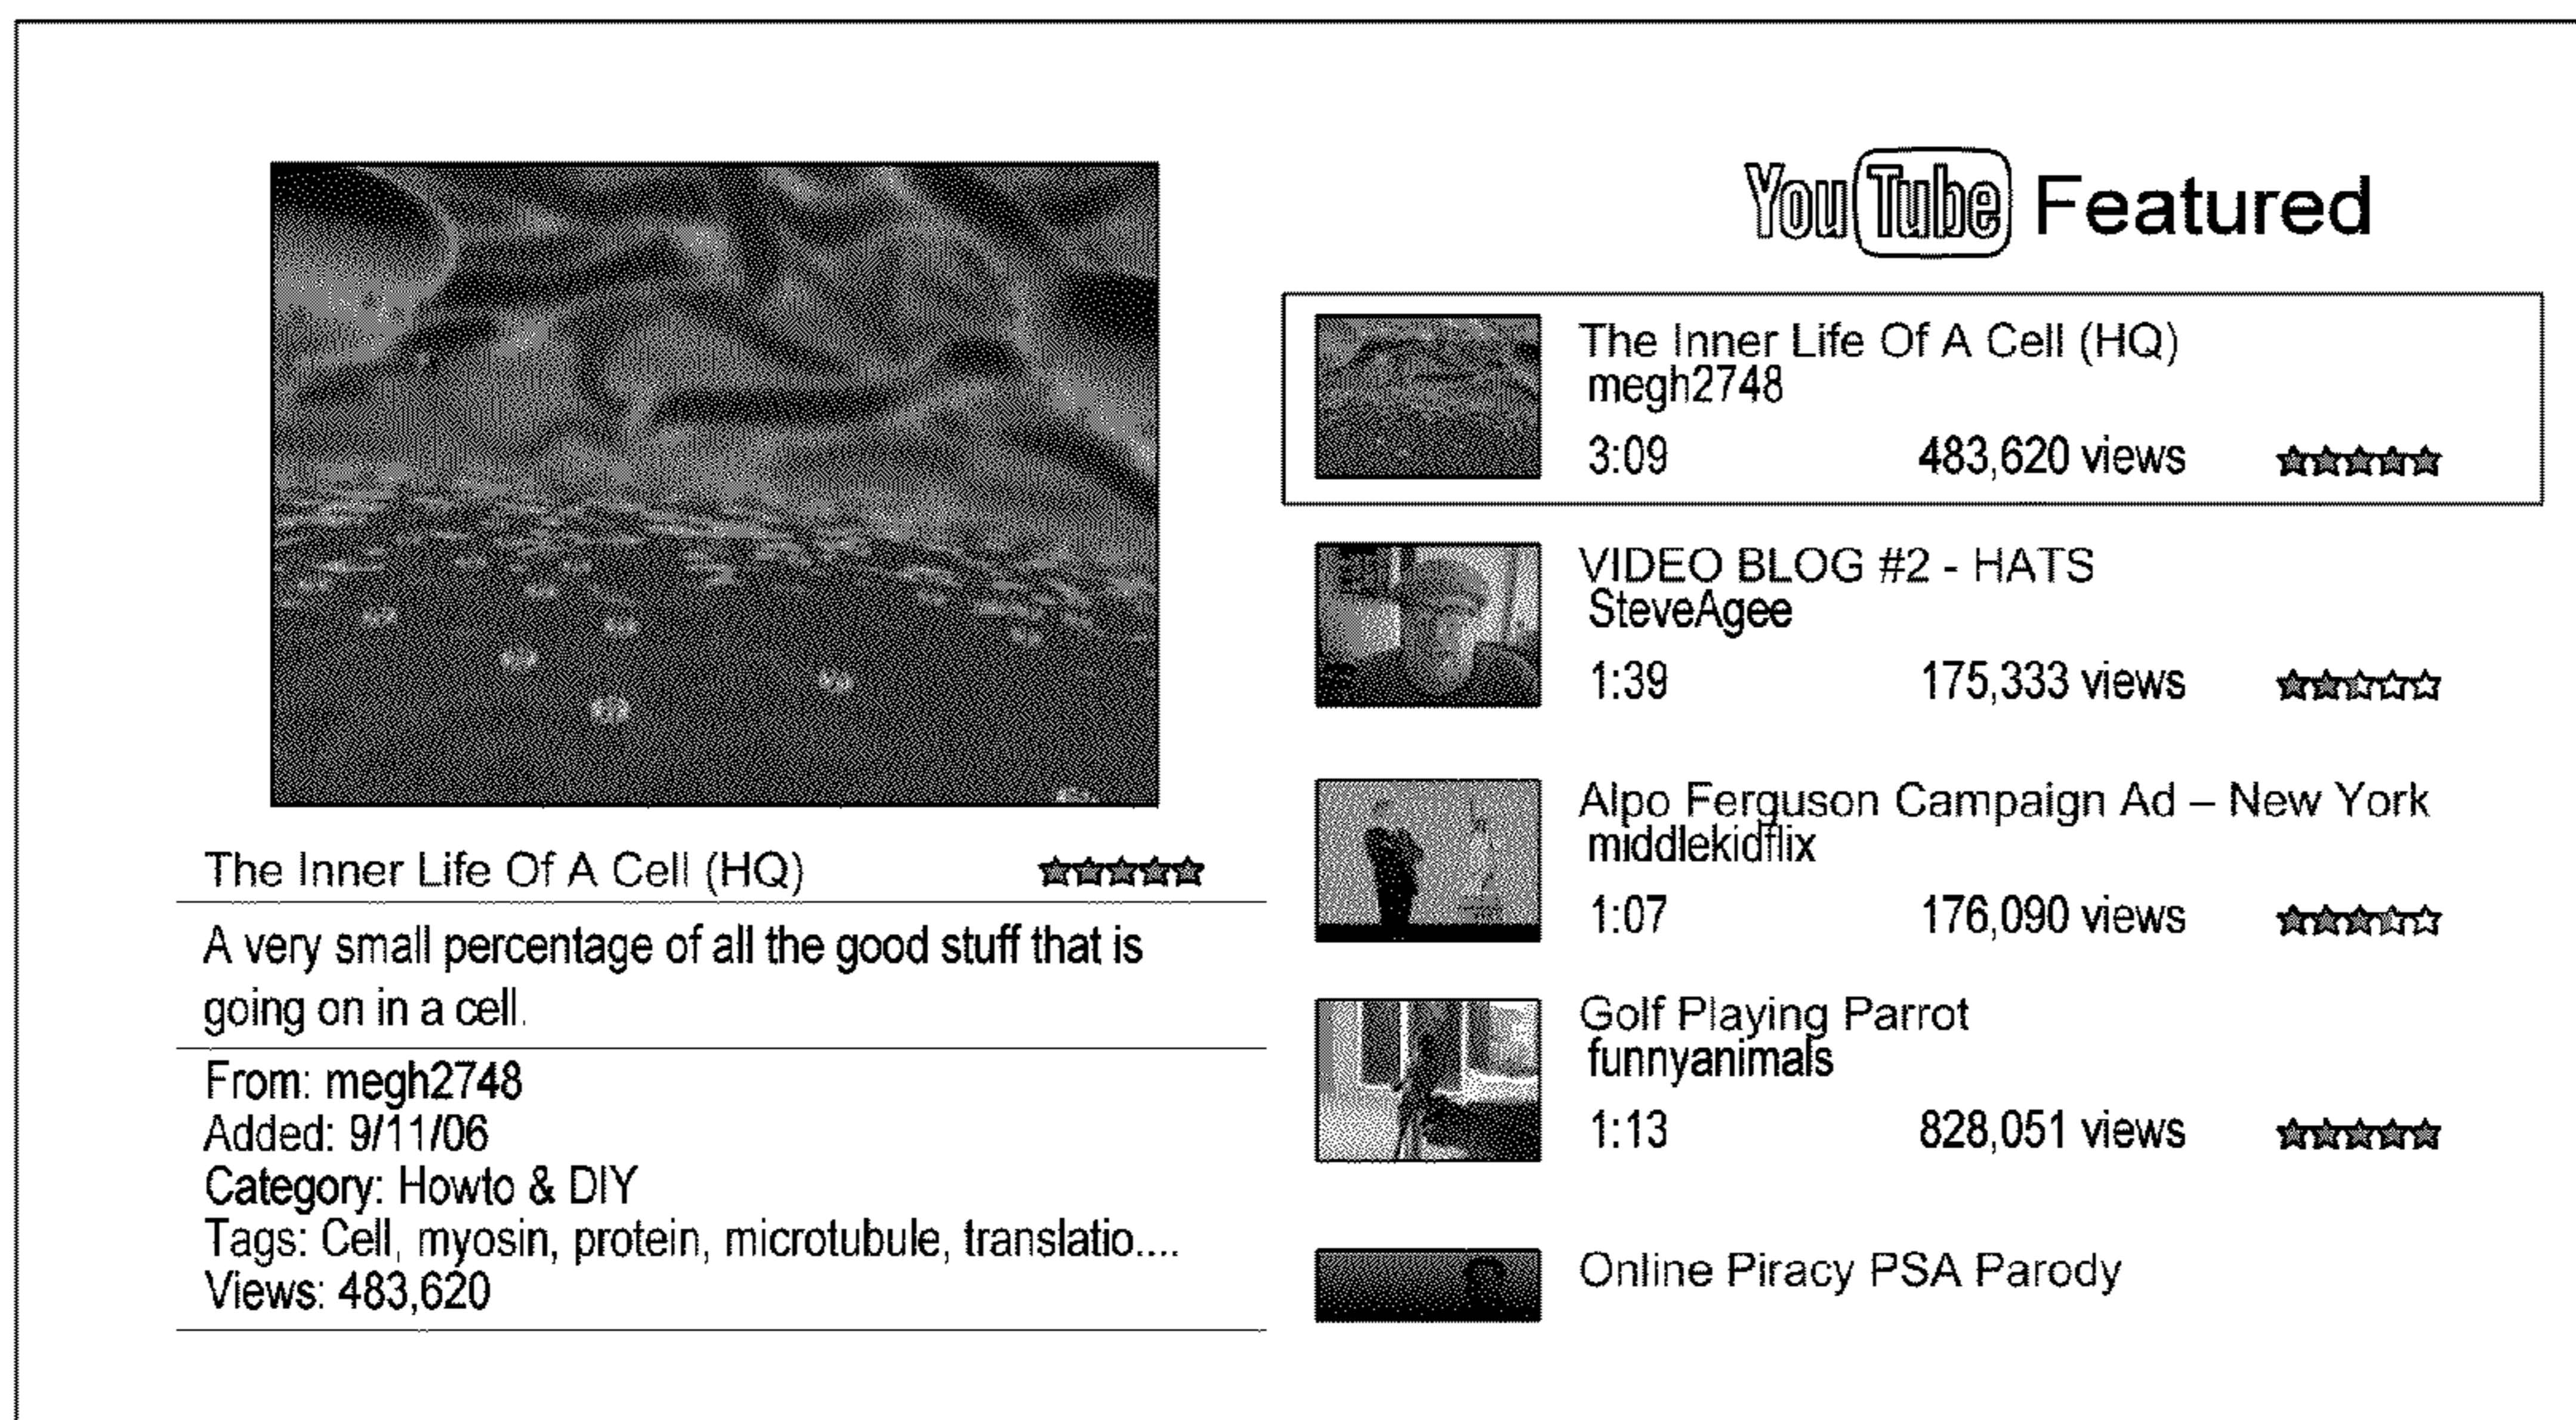 YouTube Featured
The Inner Life Of A Cell (HQ)
A very small percentage of all the good stuff that is
going on in a cell.
From: megh2748
Added: 9/11/06
Category: Howto & DIY
Tags: Cell, myosin, protein, microtubule, translatio....
Views: 483,620
The Inner Life Of A Cell (HQ)
megh2748
3:09 483,620 views
VIDEO BLOG #2 - HATS
SteveAgee
1:39 175,333 views
Alpo Ferguson Campaign Ad – New York
middlekidflix
1:07 176,090 views
Golf Playing Parrot
funnyanimals
1:13 828,051 views
Online Piracy PSA Parody